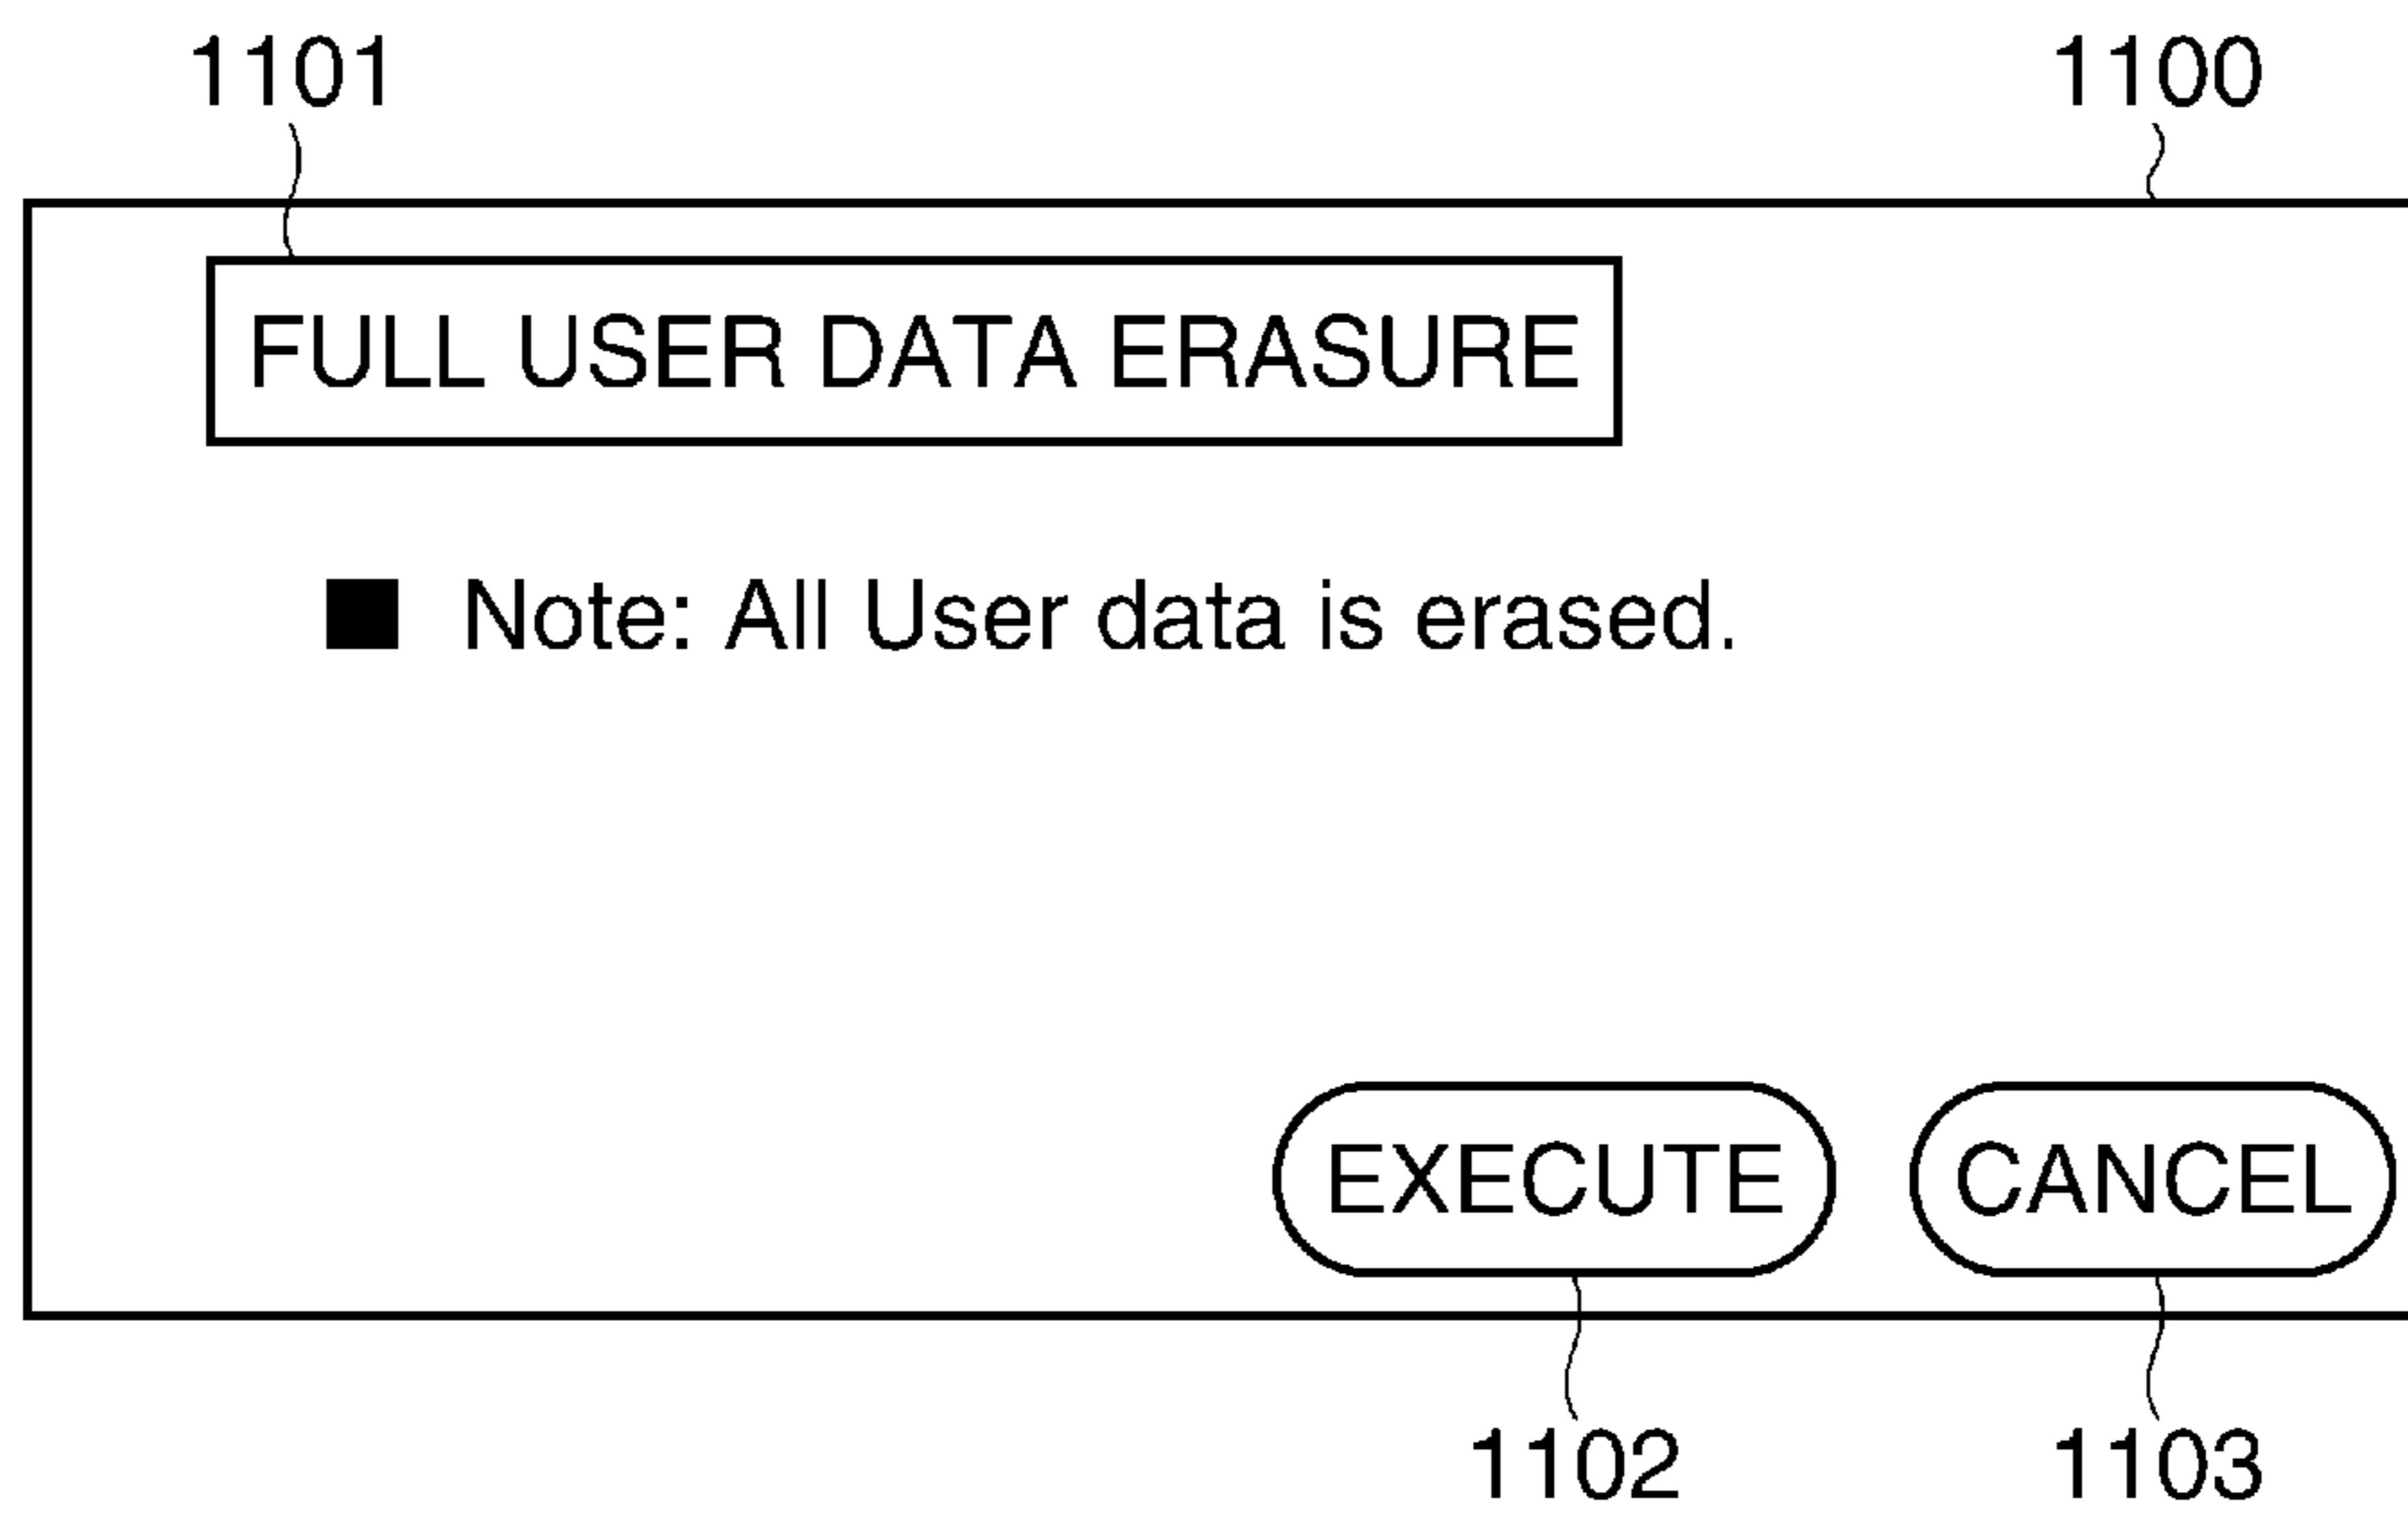 1101 1100
FULL USER DATA ERASURE
■ Note: All User data is erased.
EXECUTE CANCEL
1102 1103